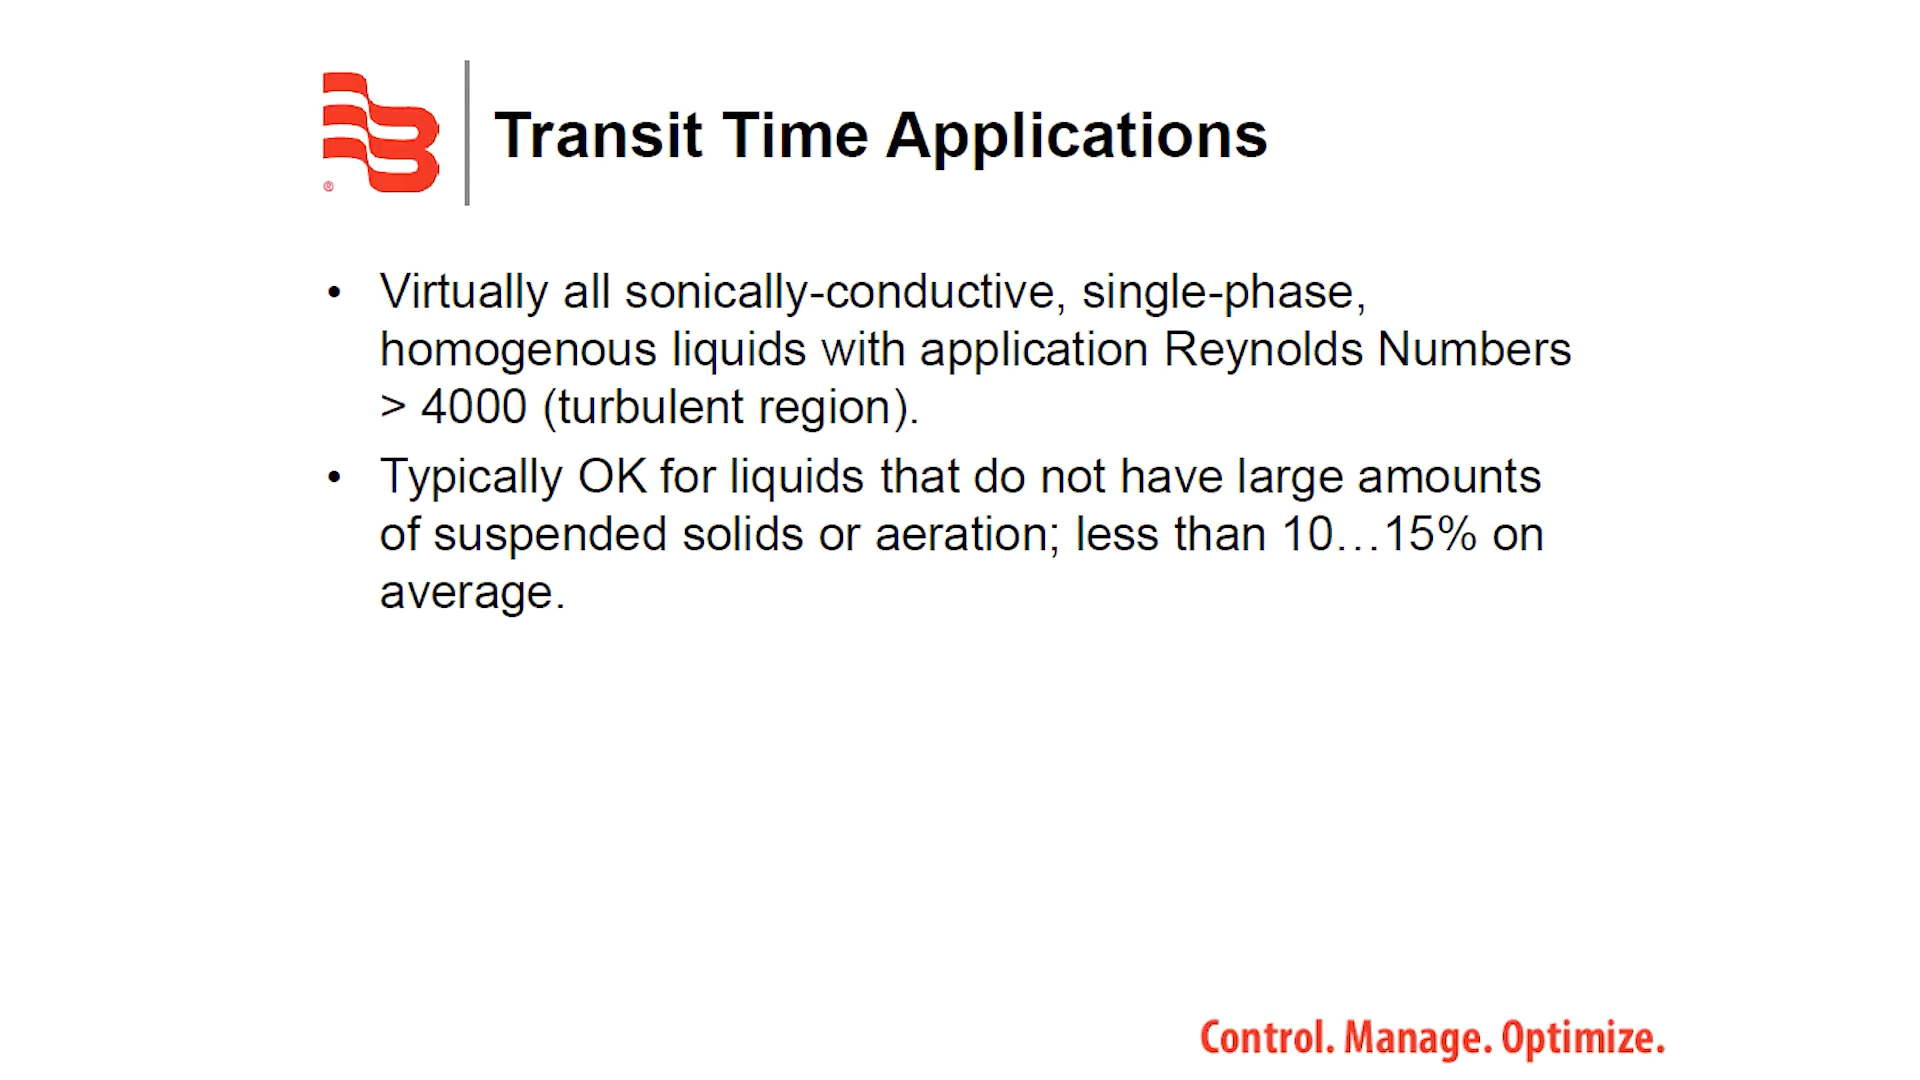 Transit Time Applications
• Virtually all sonically-conductive, single-phase,
homogenous liquids with application Reynolds Numbers
> 4000 (turbulent region).
• Typically OK for liquids that do not have large amounts
of suspended solids or aeration; less than 10…15% on
average.
®
Control. Manage. Optimize.